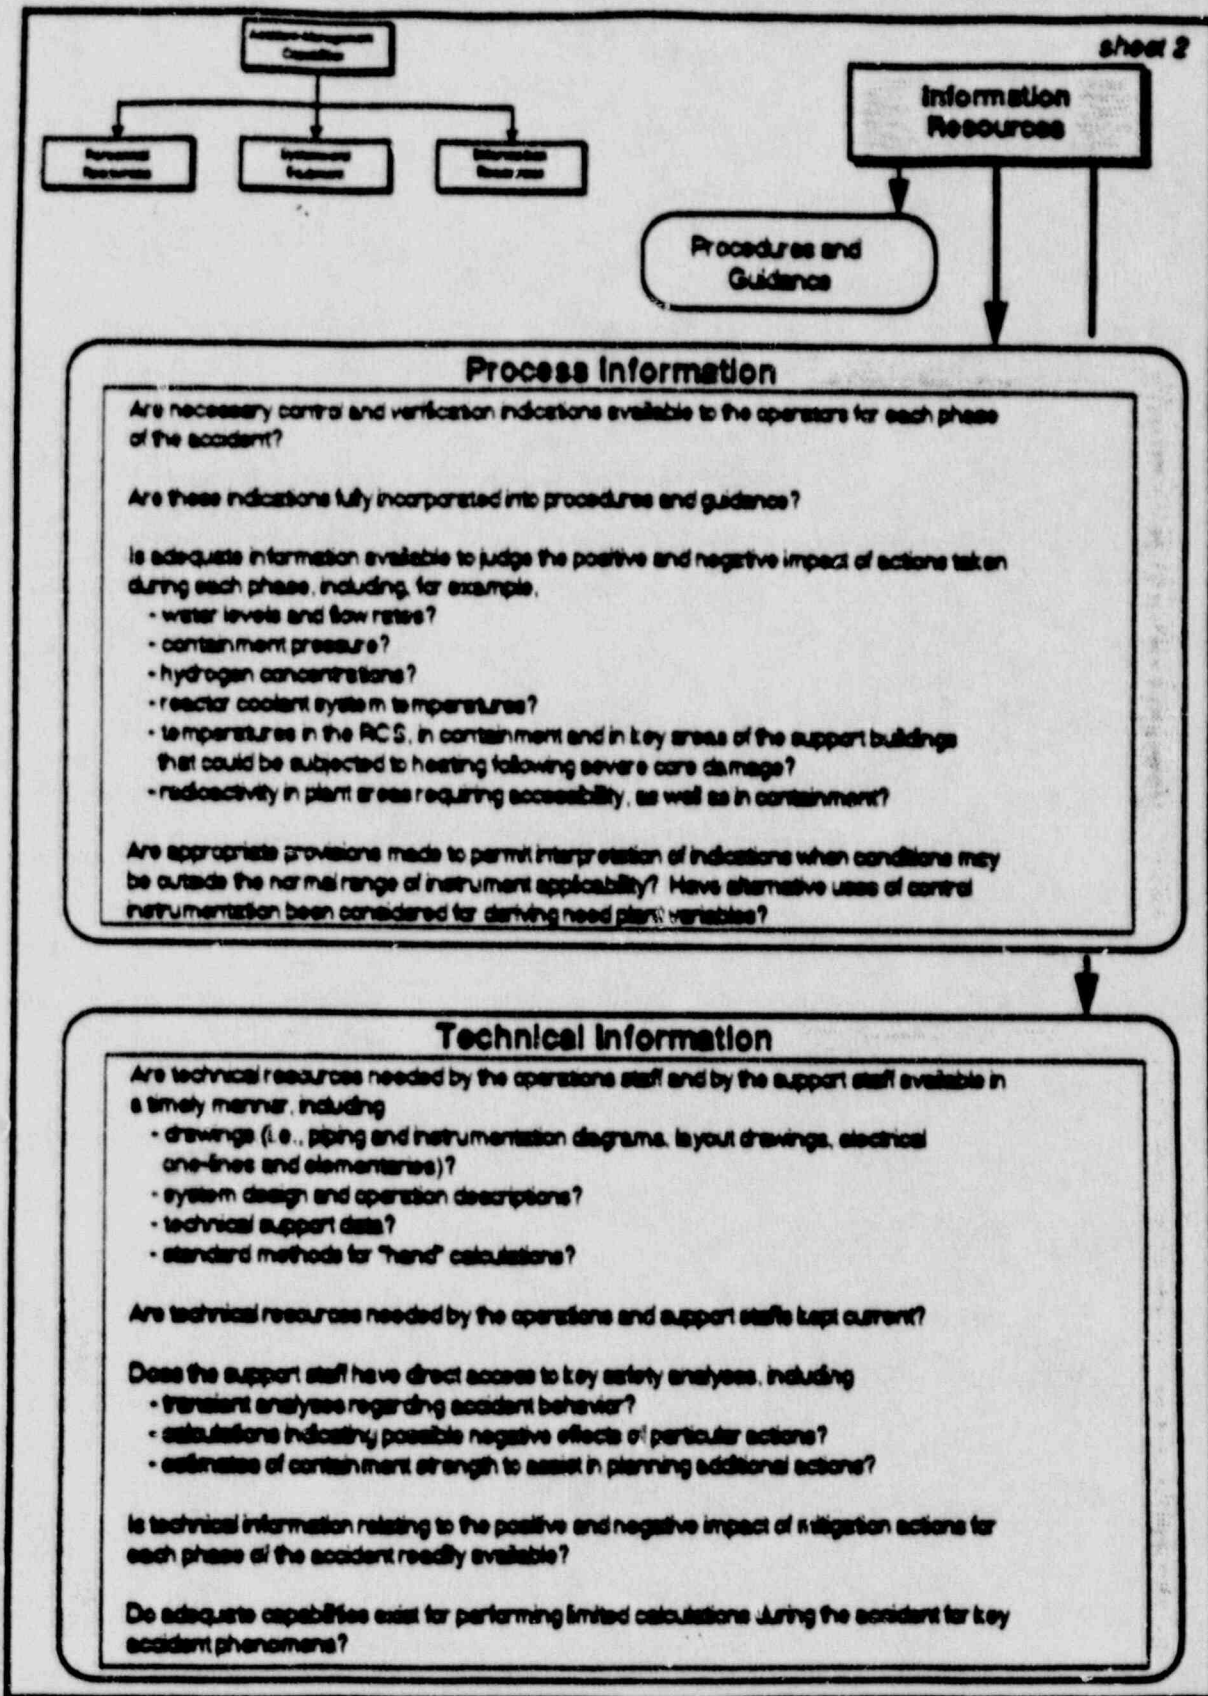 sheet 2
Accident Management
Capabilities
Personnel
Resources
Systems and
Equipment
Information
Resources
Information
Resources
Procedures and
Guidance
Process Information
Are necessary control and verification indications available to the operators for each phase
of the accident?
Are these indications fully incorporated into procedures and guidance?
Is adequate information available to judge the positive and negative impact of actions taken
during each phase, including, for example,
- water levels and flow rates?
- containment pressure?
- hydrogen concentrations?
- reactor coolant system temperatures?
- temperatures in the RCS, in containment and in key areas of the support buildings
that could be subjected to heating following severe core damage?
- radioactivity in plant areas requiring accessability, as well as in containment?
Are appropriate provisions made to permit interpretation of indications when conditions may
be outside the normal range of instrument applicability? Have alternative uses of control
instrumentation been considered for deriving need plant variables?
Technical Information
Are technical resources needed by the operations staff and by the support staff available in
a timely manner, including
- drawings (i.e., piping and instrumentation diagrams, layout drawings, electrical
one-lines and elementaries)?
- system design and operation descriptions?
- technical support data?
- standard methods for "hand" calculations?
Are technical resources needed by the operations and support staffs kept current?
Does the support staff have direct access to key safety analyses, including
- transient analyses regarding accident behavior?
- calculations indicating possible negative effects of particular actions?
- estimates of containment strength to assist in planning additional actions?
Is technical information relating to the positive and negative impact of mitigation actions for
each phase of the accident readily available?
Do adequate capabilities exist for performing limited calculations during the accident for key
accident phenomena?